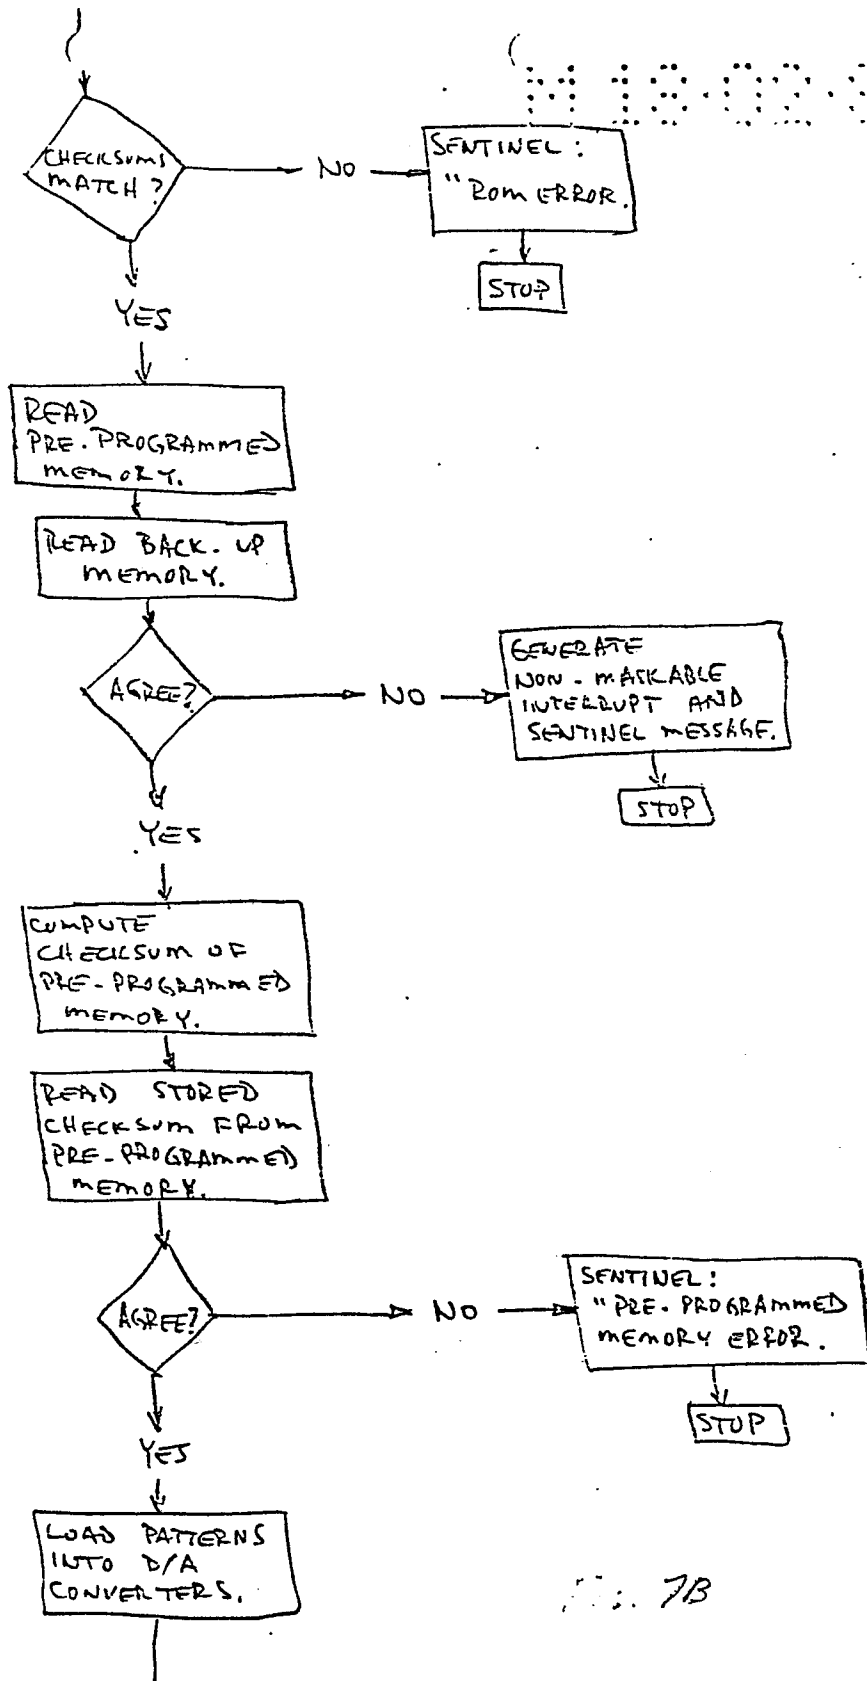 M 18·02·
CHECKSUMS
MATCH?
NO
SENTINEL:
"ROM ERROR.
STOP
YES
READ
PRE-PROGRAMMED
MEMORY.
READ BACK-UP
MEMORY.
AGREE?
NO
GENERATE
NON-MASKABLE
INTERRUPT AND
SENTINEL MESSAGE.
STOP
YES
COMPUTE
CHECKSUM OF
PRE-PROGRAMMED
MEMORY.
READ STORED
CHECKSUM FROM
PRE-PROGRAMMED
MEMORY.
AGREE?
NO
SENTINEL:
"PRE-PROGRAMMED
MEMORY ERROR.
STOP
YES
LOAD PATTERNS
INTO D/A
CONVERTERS.
7B